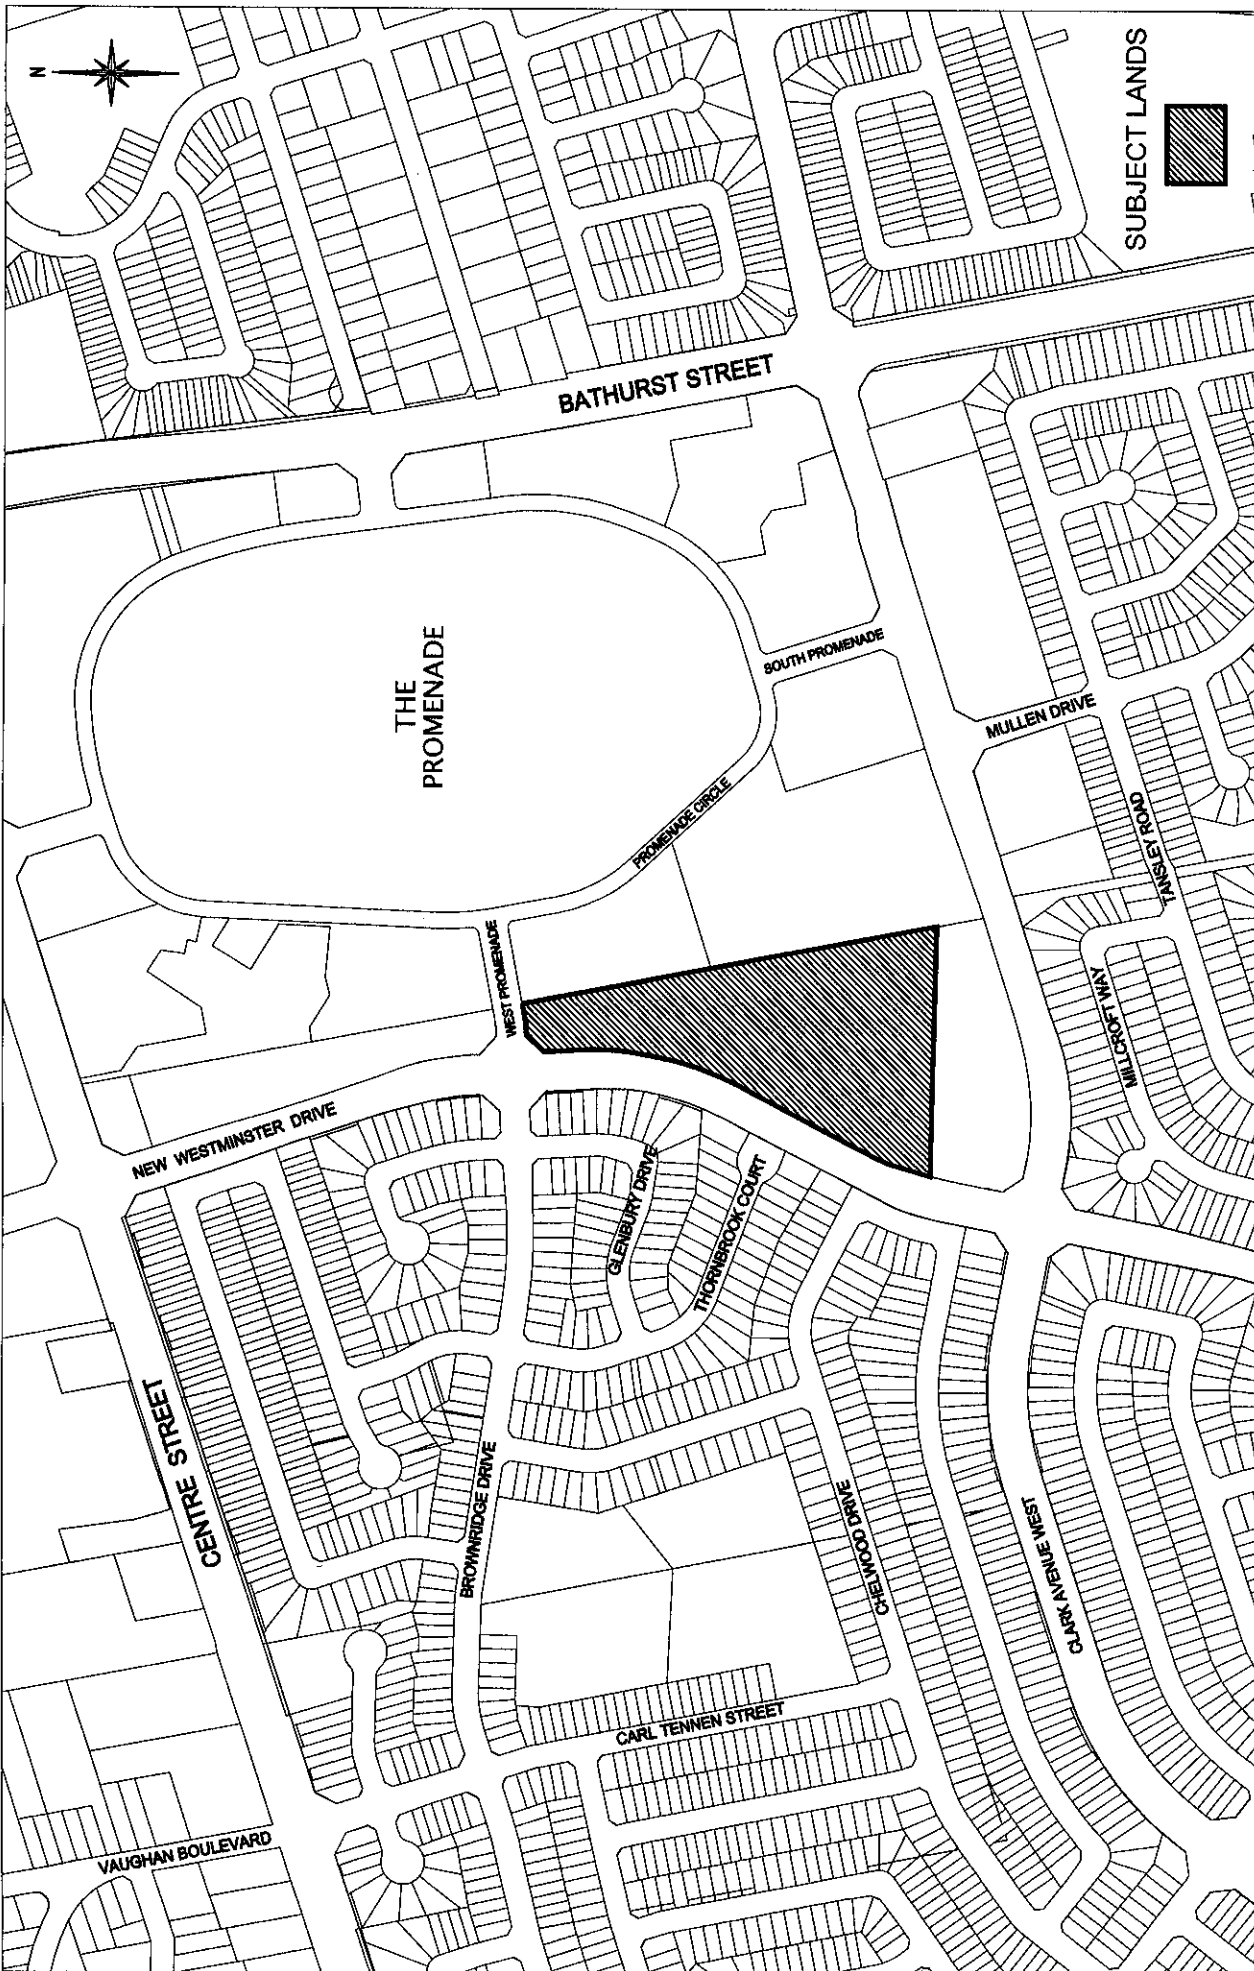 N
SUBJECT LANDS
BATHURST STREET
THE
PROMENADE
SOUTH PROMENADE
MULLEN DRIVE
PROMENADE CIRCLE
TANSLEY ROAD
WEST PROMENADE
MILLCROFT WAY
NEW WESTMINSTER DRIVE
GLENBURY DRIVE
THORNBROOK COURT
CENTRE STREET
BROWNRIDGE DRIVE
CHELWOOD DRIVE
CLARK AVENUE WEST
CARL TENNEN STREET
VAUGHAN BOULEVARD